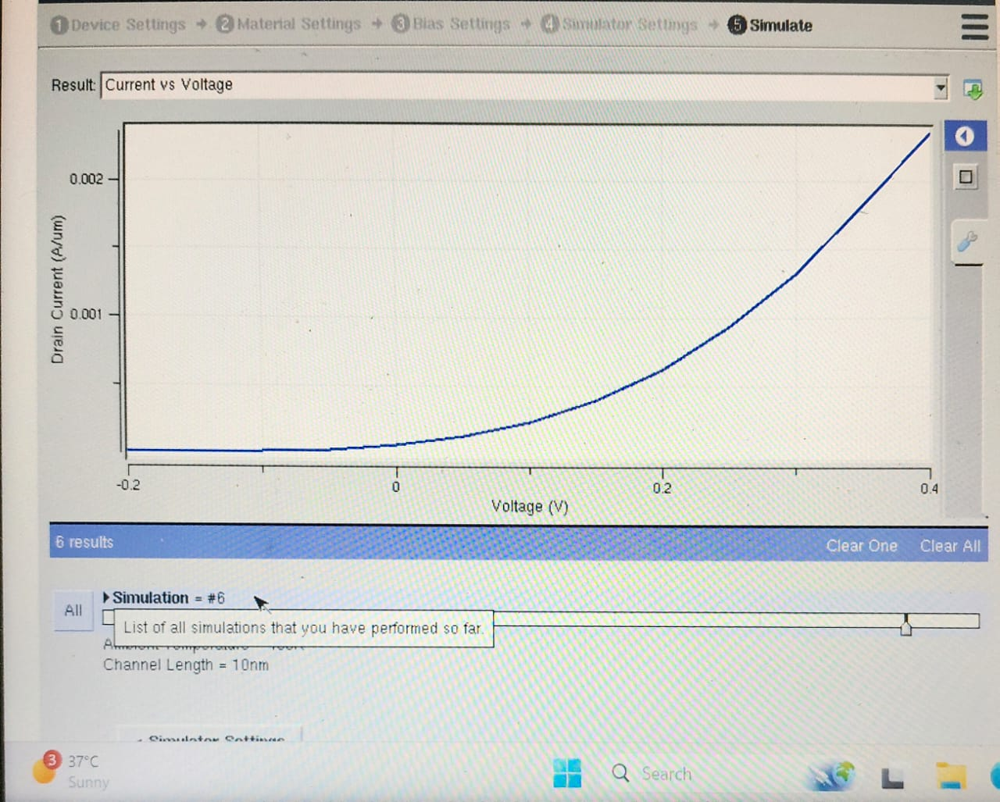 1 Device Settings → 2 Material Settings → 3 Bias Settings → 4 Simulator Settings → 5 Simulate
Result: Current vs Voltage
0.002
0.001
Drain Current (A/um)
-0.2 0 0.2 0.4
Voltage (V)
6 results Clear One Clear All
All
Simulation = #6
List of all simulations that you have performed so far.
Ambient Temperature
Channel Length = 10nm
Simulator Settings
3 37°C
Sunny
Search